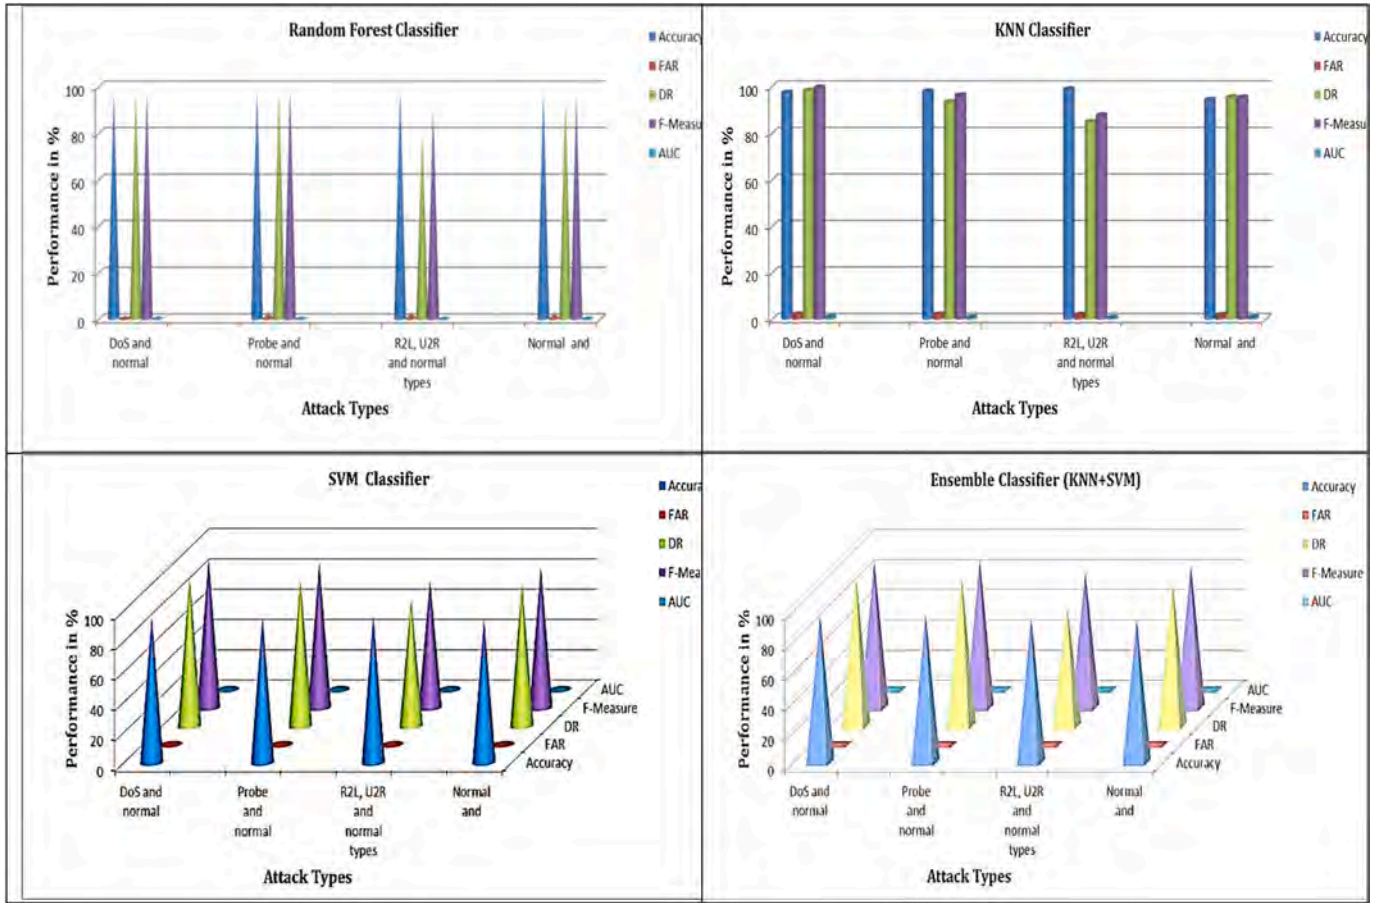 Random Forest Classifier
Accuracy
FAR
DR
F-Measu
AUC
Performance in %
100
80
60
40
20
0
DoS and
normal
Probe and
normal
R2L, U2R
and normal
types
Normal and
Attack Types
KNN Classifier
Accuracy
FAR
DR
F-Measure
AUC
Performance in %
100
80
60
40
20
0
DoS and
normal
Probe and
normal
R2L, U2R
and normal
types
Normal and
Attack Types
SVM Classifier
Accura
FAR
DR
F-Mea
AUC
Performance in %
100
80
60
40
20
0
AUC
F-Measure
DR
FAR
Accuracy
DoS and
normal
Probe
and
normal
R2L, U2R
and
normal
types
Normal
and
Attack Types
Ensemble Classifier (KNN+SVM)
Accuracy
FAR
DR
F-Measure
AUC
Performance in %
100
80
60
40
20
0
AUC
F-Measure
DR
FAR
Accuracy
DoS and
normal
Probe
and
normal
R2L, U2R
and
normal
types
Normal
and
Attack Types